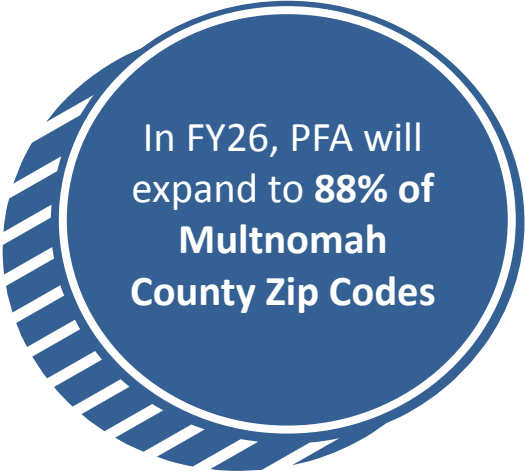 In FY26, PFA will
expand to 88% of
Multnomah
County Zip Codes